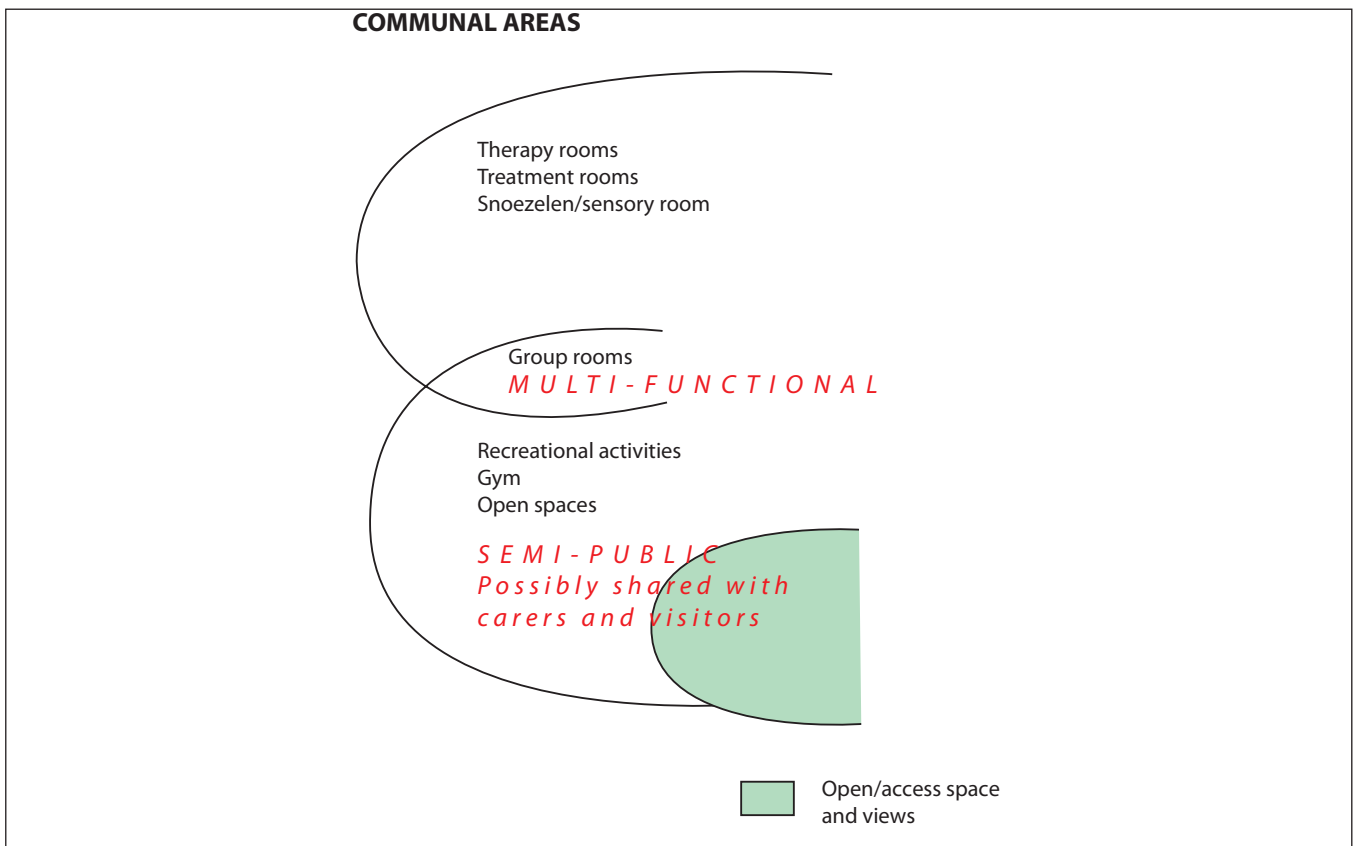 COMMUNAL AREAS
Therapy rooms
Treatment rooms
Snoezelen/sensory room
Group rooms
MULTI-FUNCTIONAL
Recreational activities
Gym
Open spaces
SEMI-PUBLIC
Possibly shared with
carers and visitors
Open/access space
and views